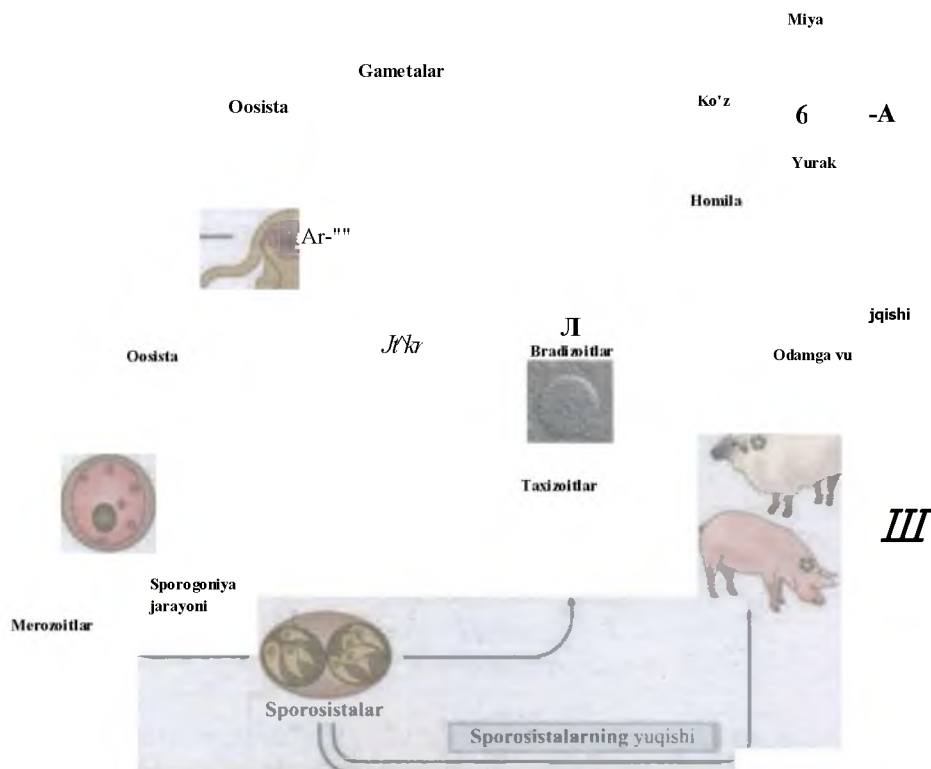 Miya
Gametalar
Ko'z
Oosista
6 -A
Yurak
Homila
Ar-""
jqishi
Л
Bradizoitlar
Oosista
Odamga vu
Taxizoitlar
III
Sporogoniya
jarayoni
Merozoitlar
Sporosistalar
Sporosistalarning yuqishi